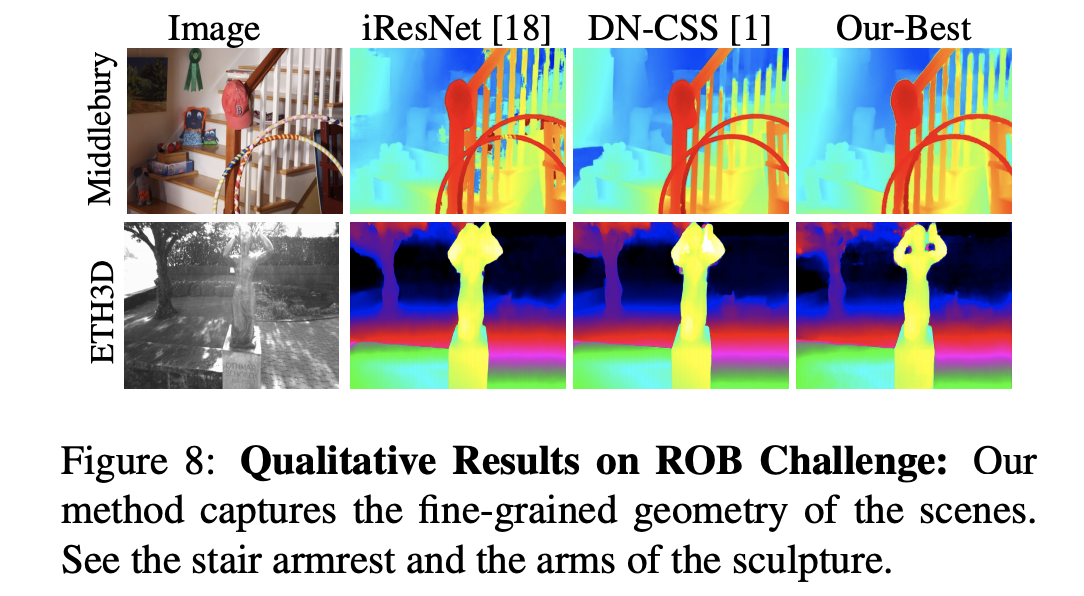 Image iResNet [18] DN-CSS [1] Our-Best
Middlebury
ETH3D
Figure 8: Qualitative Results on ROB Challenge: Our
method captures the fine-grained geometry of the scenes.
See the stair armrest and the arms of the sculpture.